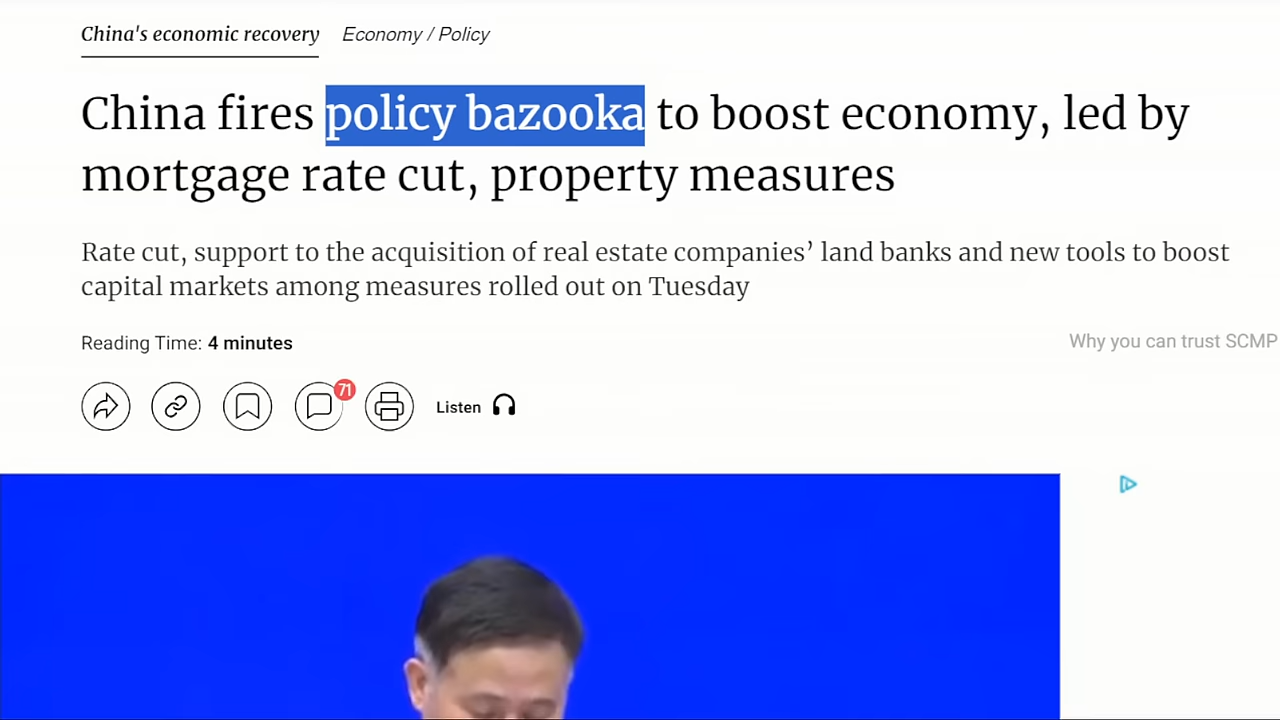 China's economic recovery Economy / Policy
China fires policy bazooka to boost economy, led by
mortgage rate cut, property measures
Rate cut, support to the acquisition of real estate companies’ land banks and new tools to boost
capital markets among measures rolled out on Tuesday
Reading Time: 4 minutes
Why you can trust SCMP
71
Listen